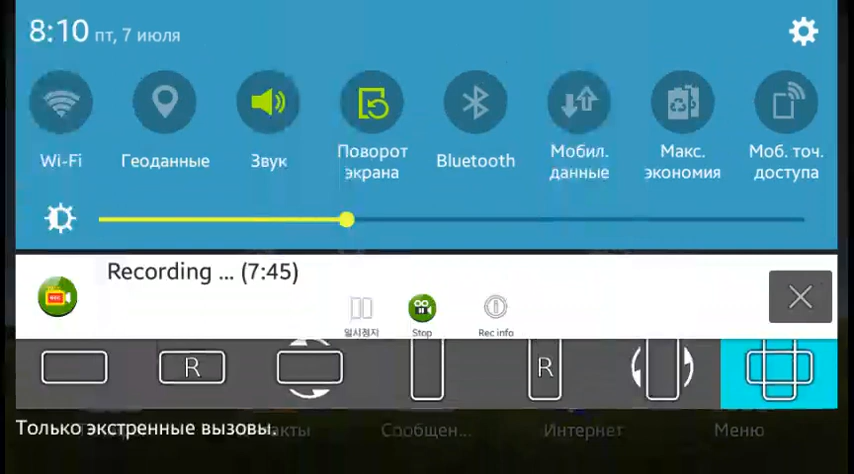 8:10 пт, 7 июля
Wi-Fi
Геоданные
Звук
Поворот
экрана
Bluetooth
Мобил.
данные
Макс.
экономия
Моб. точ.
доступа
Recording ... (7:45)
REC
일시정지
Stop
Rec info
R
R
Только экстренные вызовы.
Сообщен...
Интернет
Меню